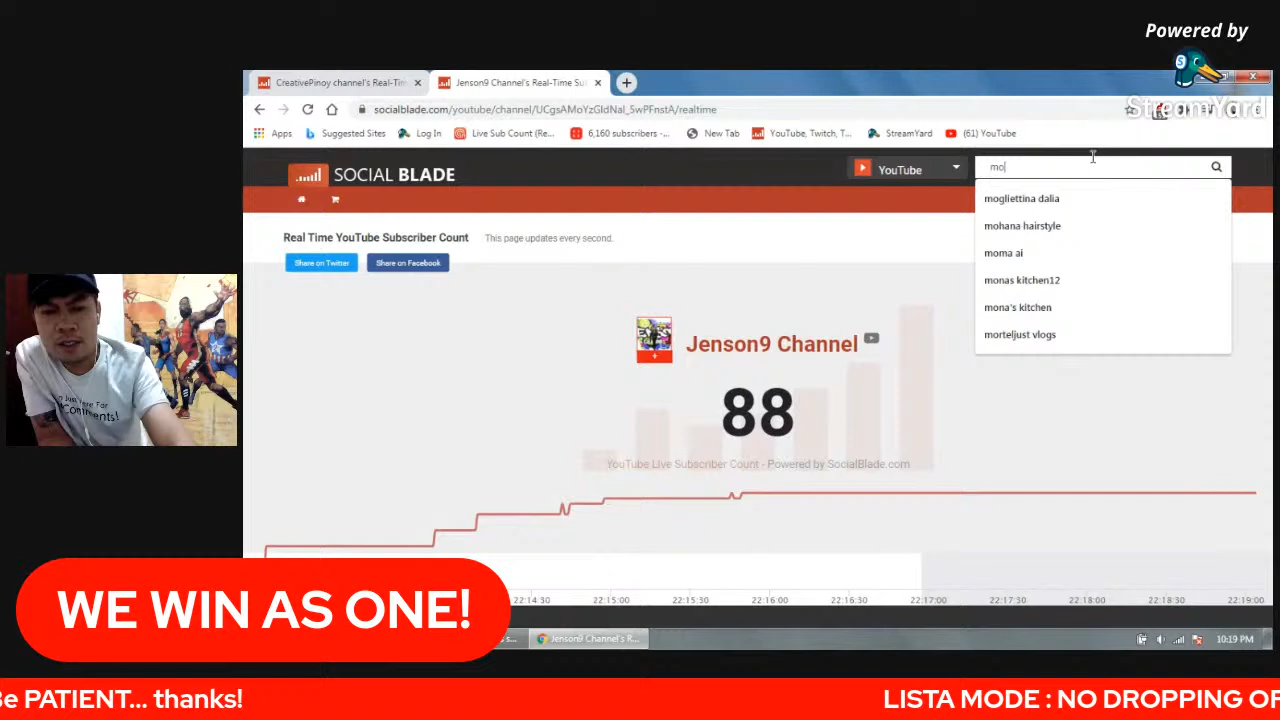 Powered by
StreamYard
CreativePinoy channel's Real-Tim
Jenson9 Channel's Real-Time Su
socialblade.com/youtube/channel/UCgsAMoYzGIdNal_5wPFnstA/realtime
Apps
Suggested Sites
Log In
Live Sub Count (Re...
6,160 subscribers -...
New Tab
YouTube, Twitch, T...
StreamYard
(61) YouTube
SOCIAL BLADE
YouTube
mo
mogliettina dalia
mohana hairstyle
moma ai
monas kitchen12
mona's kitchen
morteljust vlogs
Real Time YouTube Subscriber Count
This page updates every second.
Share on Twitter
Share on Facebook
Jenson9 Channel
88
YouTube Live Subscriber Count - Powered by SocialBlade.com
22:14:30 22:15:00 22:15:30 22:16:00 22:16:30 22:17:00 22:17:30 22:18:00 22:18:30 22:19:00
Jenson9 Channel's R...
10:19 PM
WE WIN AS ONE!
Be PATIENT... thanks!
LISTA MODE : NO DROPPING OF